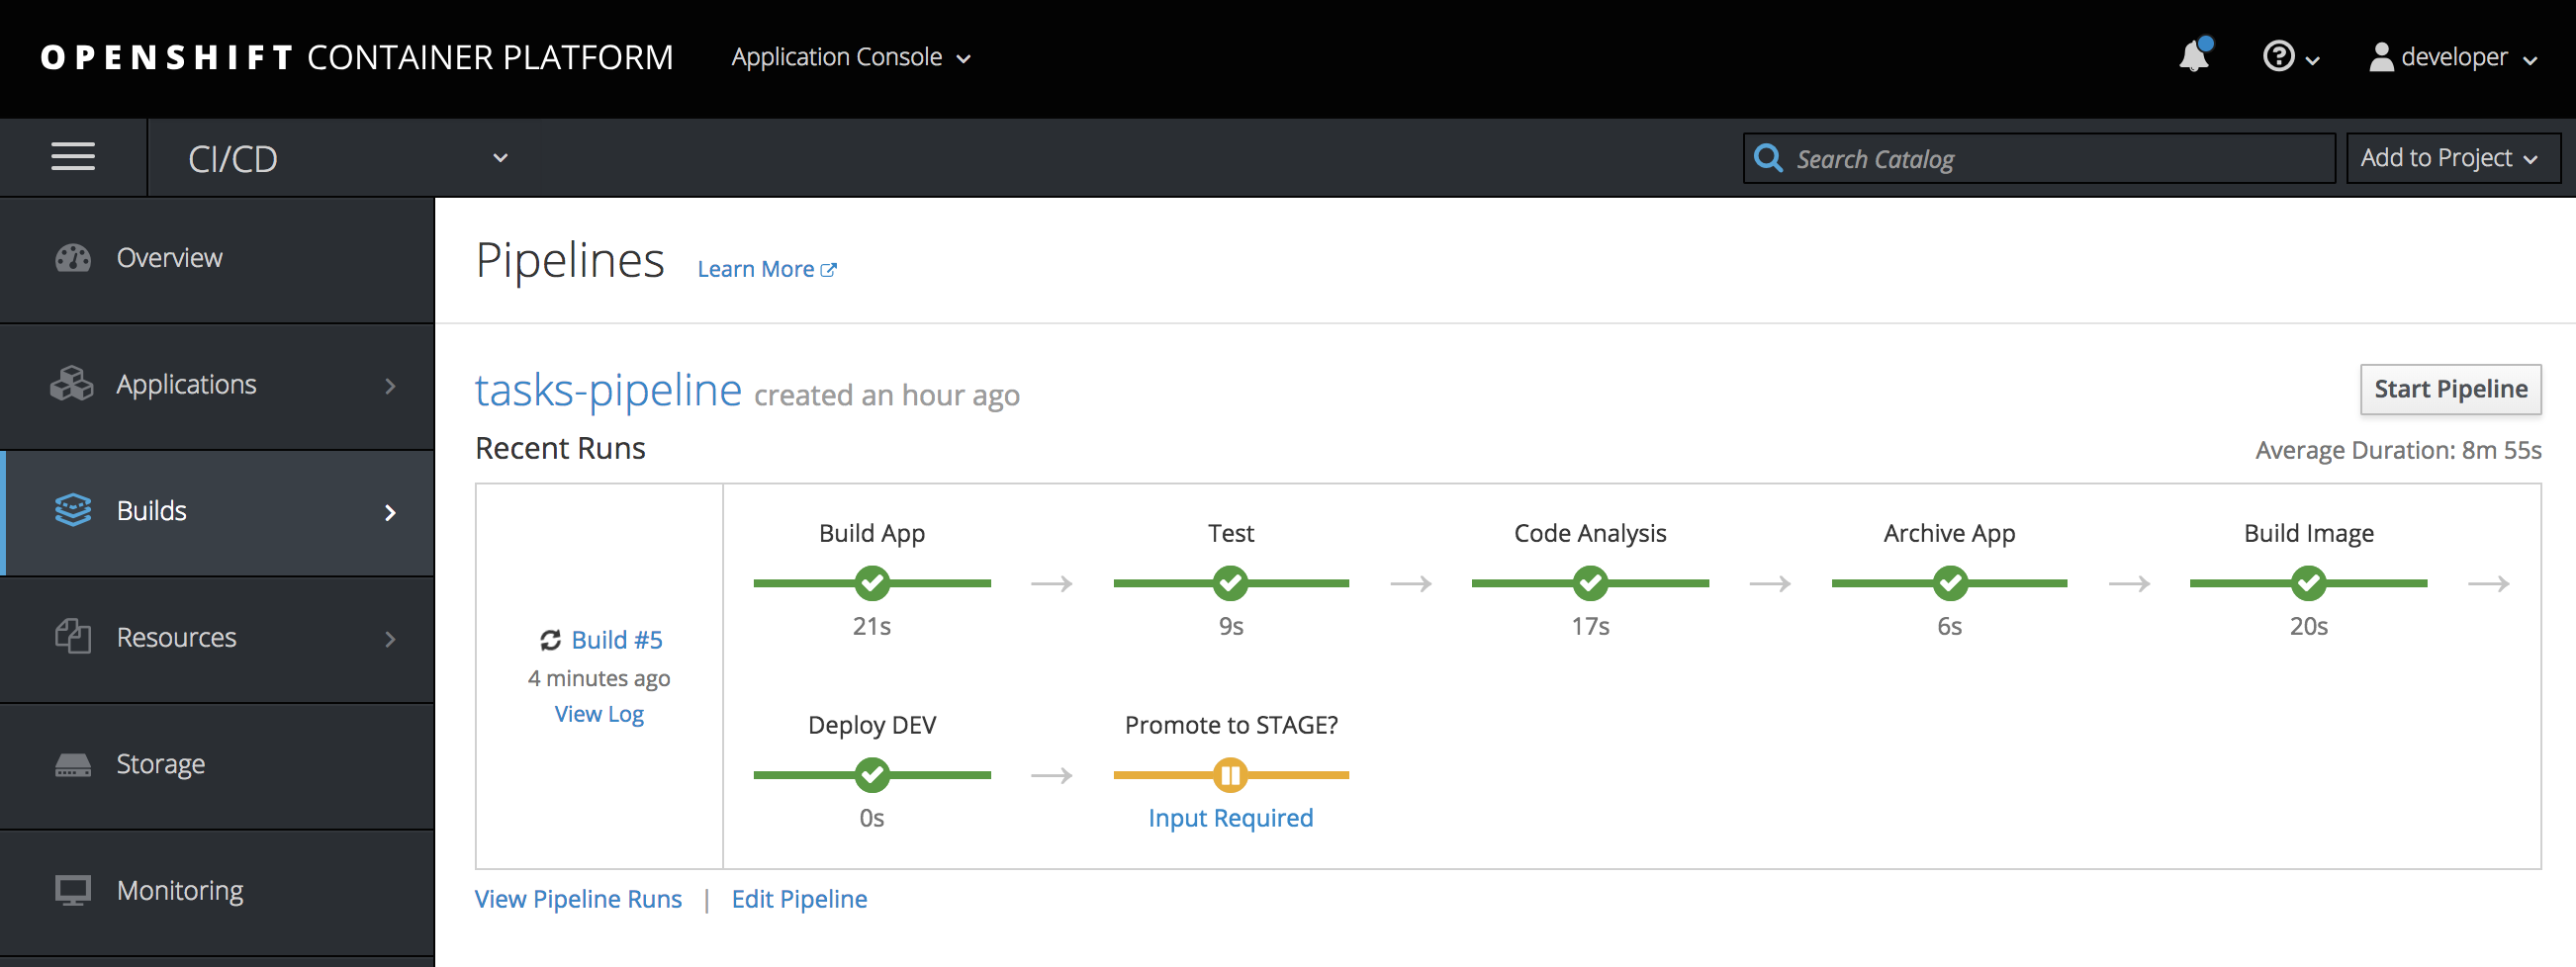 OPENSHIFT CONTAINER PLATFORM Application Console developer
CI/CD Search Catalog Add to Project
Overview
Applications
Builds
Resources
Storage
Monitoring
Pipelines Learn More
tasks-pipeline created an hour ago Start Pipeline
Recent Runs Average Duration: 8m 55s
Build #5
4 minutes ago
View Log
Build App Test Code Analysis Archive App Build Image
21s 9s 17s 6s 20s
Deploy DEV Promote to STAGE?
0s Input Required
View Pipeline Runs | Edit Pipeline